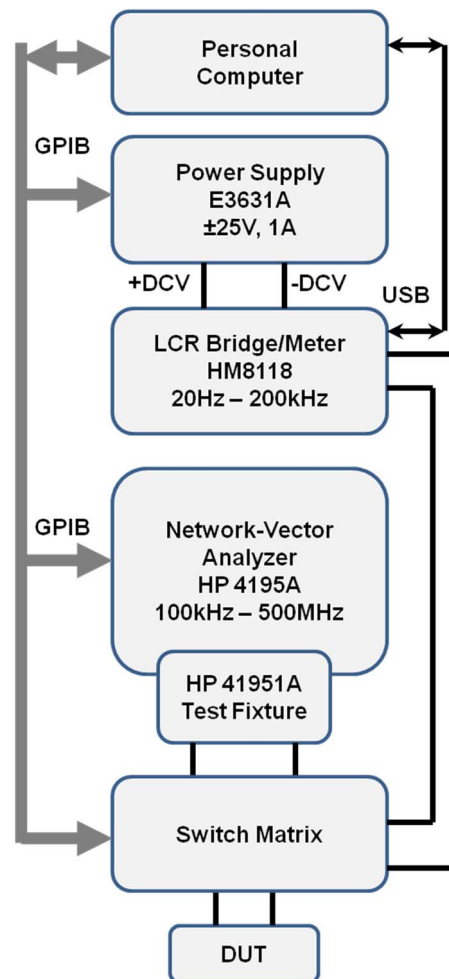 Personal
Computer
GPIB
Power Supply
E3631A
±25V, 1A
+DCV
-DCV
USB
LCR Bridge/Meter
HM8118
20Hz – 200kHz
GPIB
Network-Vector
Analyzer
HP 4195A
100kHz – 500MHz
HP 41951A
Test Fixture
Switch Matrix
DUT